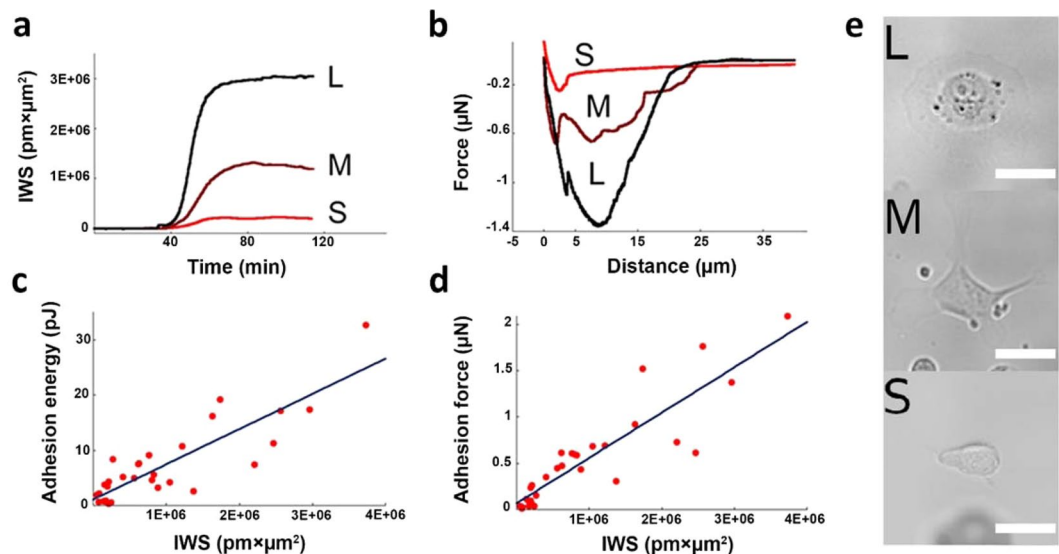 a
IWS (pm×µm²)
3E+06
2E+06
1E+06
0
40
80
120
Time (min)
L
M
S
b
Force (µN)
-0.2
-0.6
-1
-1.4
-5
0
5
15
25
35
Distance (µm)
S
M
L
c
Adhesion energy (pJ)
30
20
10
0
1E+06
2E+06
3E+06
4E+06
IWS (pm×µm²)
d
Adhesion force (µN)
2
1.5
1
0.5
0
1E+06
2E+06
3E+06
4E+06
IWS (pm×µm²)
e
L
M
S